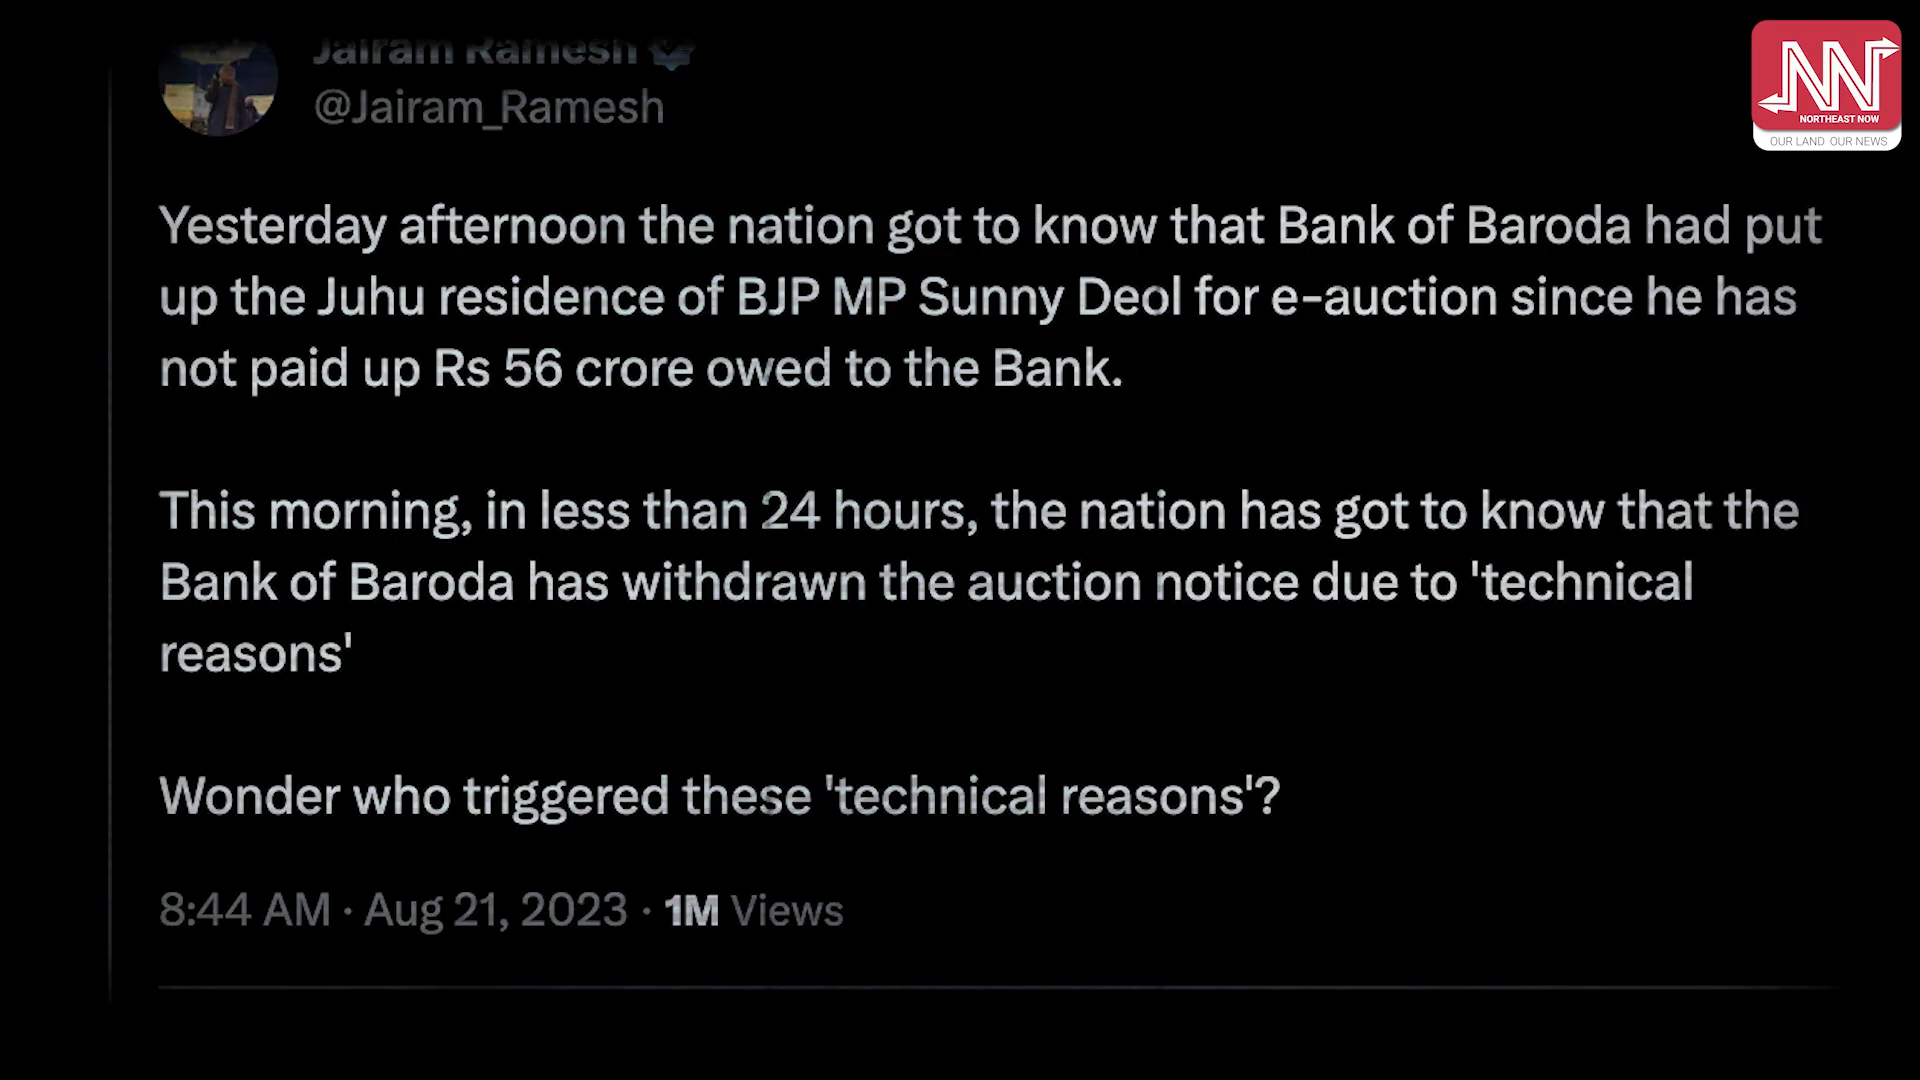 Jairam Ramesh
@Jairam_Ramesh
NN
NORTHEAST NOW
OUR LAND OUR NEWS
Yesterday afternoon the nation got to know that Bank of Baroda had put
up the Juhu residence of BJP MP Sunny Deol for e-auction since he has
not paid up Rs 56 crore owed to the Bank.
This morning, in less than 24 hours, the nation has got to know that the
Bank of Baroda has withdrawn the auction notice due to 'technical
reasons'
Wonder who triggered these 'technical reasons'?
8:44 AM · Aug 21, 2023 · 1M Views